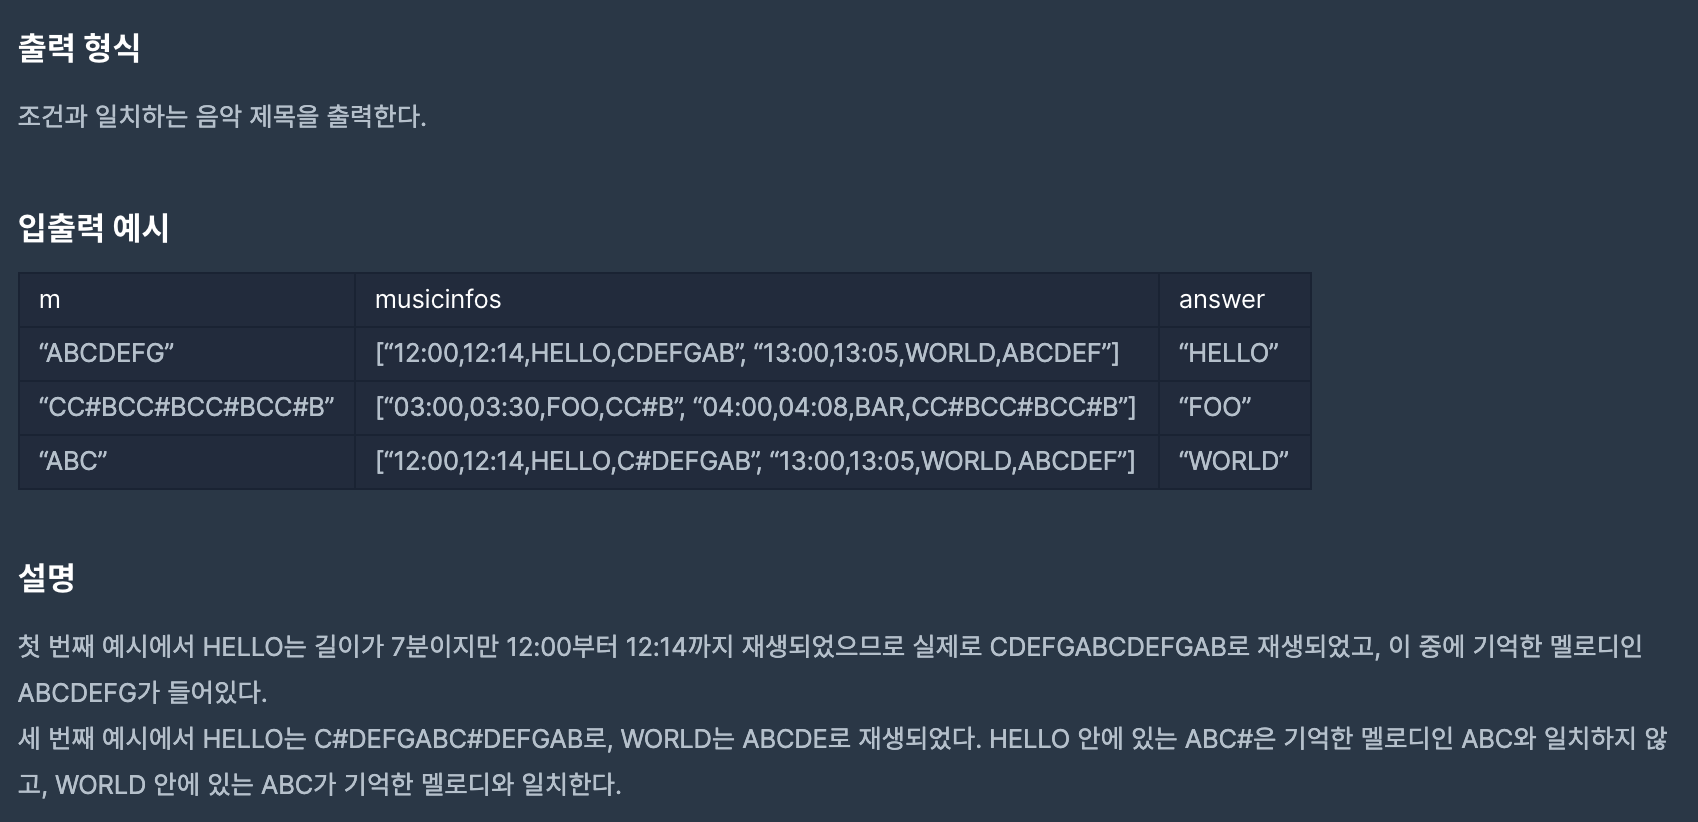 출력 형식
조건과 일치하는 음악 제목을 출력한다.
입출력 예시
m musicinfos answer
“ABCDEFG” [“12:00,12:14,HELLO,CDEFGAB”, “13:00,13:05,WORLD,ABCDEF”] “HELLO”
“CC#BCC#BCC#BCC#B” [“03:00,03:30,FOO,CC#B”, “04:00,04:08,BAR,CC#BCC#BCC#B”] “FOO”
“ABC” [“12:00,12:14,HELLO,C#DEFGAB”, “13:00,13:05,WORLD,ABCDEF”] “WORLD”
설명
첫 번째 예시에서 HELLO는 길이가 7분이지만 12:00부터 12:14까지 재생되었으므로 실제로 CDEFGABCDEFGAB로 재생되었고, 이 중에 기억한 멜로디인
ABCDEFG가 들어있다.
세 번째 예시에서 HELLO는 C#DEFGABC#DEFGAB로, WORLD는 ABCDE로 재생되었다. HELLO 안에 있는 ABC#은 기억한 멜로디인 ABC와 일치하지 않
고, WORLD 안에 있는 ABC가 기억한 멜로디와 일치한다.